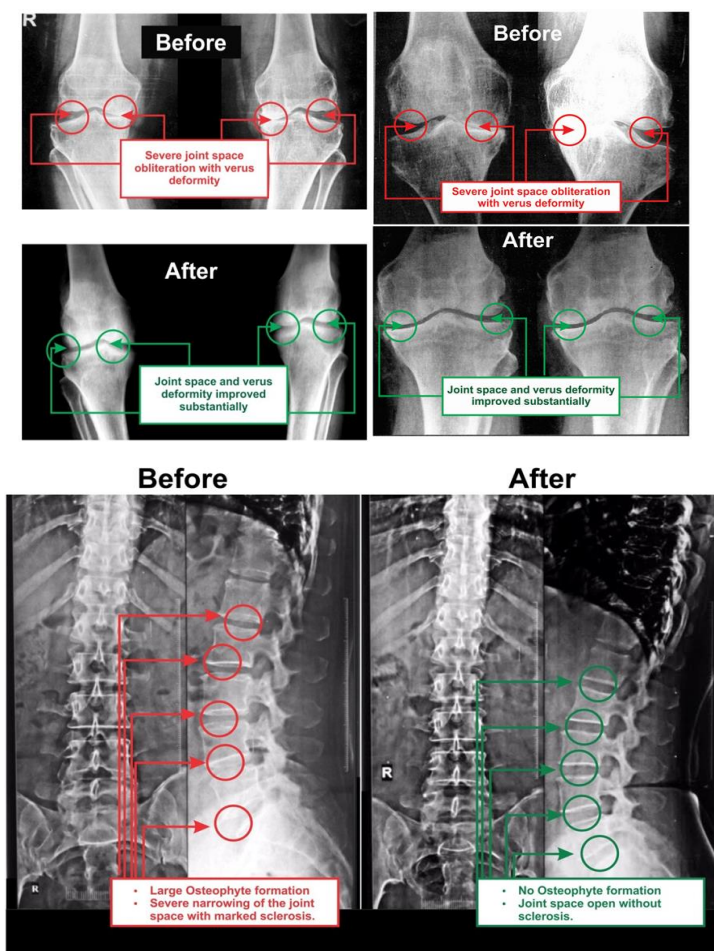 R
Before
Severe joint space
obliteration with verus
deformity
Before
Severe joint space obliteration
with verus deformity
After
Joint space and verus
deformity improved
substantially
After
Joint space and verus deformity
improved substantially
Before
After
R
• Large Osteophyte formation
• Severe narrowing of the joint
space with marked sclerosis.
R
• No Osteophyte formation
• Joint space open without
sclerosis.